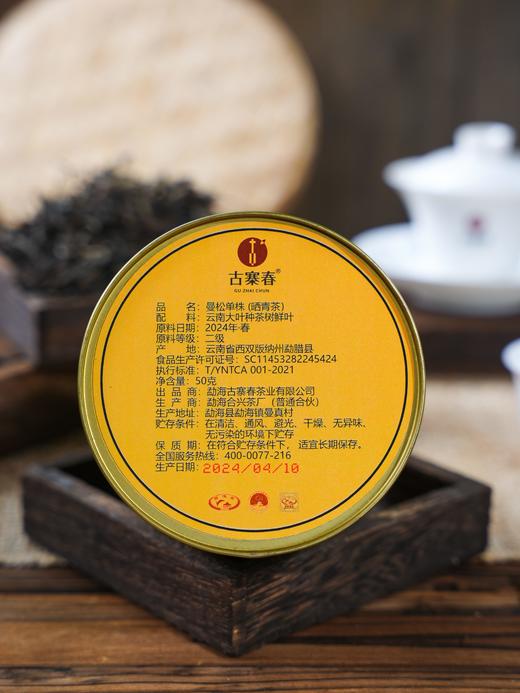 古寨春®
GU ZHAI CHUN
品名：曼松单株（晒青茶）
配料：云南大叶种茶树鲜叶
原料日期：2024年·春
原料等级：二级
产地：云南省西双版纳州勐腊县
食品生产许可证号：SC11453282245424
执行标准：T/YNTCA 001-2021
净含量：50克
出品商：勐海古寨春茶业有限公司
生产商：勐海合兴茶厂（普通合伙）
生产地址：勐海县勐海镇曼真村
贮存条件：在清洁、通风、避光、干燥、无异味、
无污染的环境下贮存
保质期：在符合贮存条件下，适宜长期保存。
全国服务热线：400-0077-216
生产日期：2024/04/10